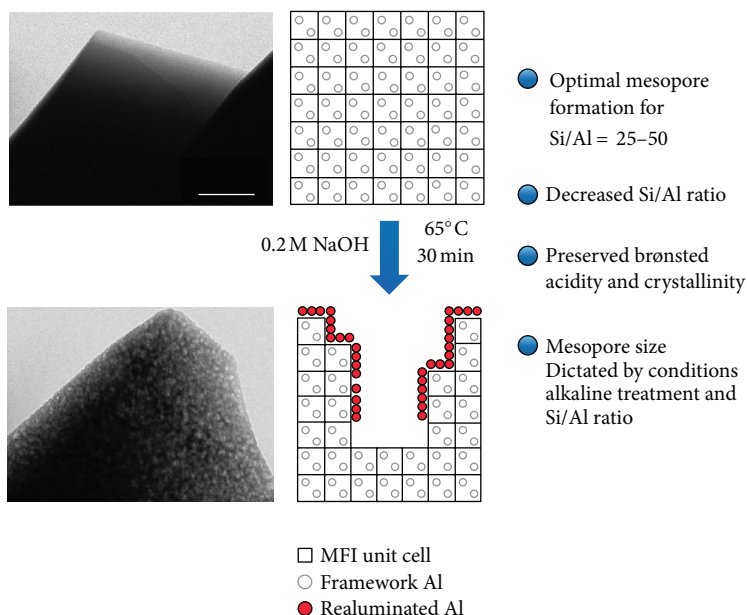 Optimal mesopore
formation for
Si/Al = 25–50
Decreased Si/Al ratio
0.2 M NaOH
65°C
30 min
Preserved brønsted
acidity and crystallinity
Mesopore size
Dictated by conditions
alkaline treatment and
Si/Al ratio
MFI unit cell
Framework Al
Realuminated Al